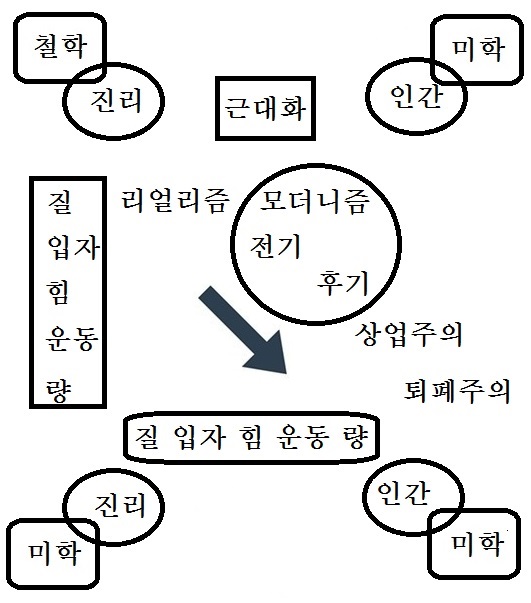 철학
미학
진리
인간
근대화
질
리얼리즘
모더니즘
입자
전기
힘
후기
운동
상업주의
량
퇴폐주의
질 입자 힘 운동 량
진리
인간
미학
미학